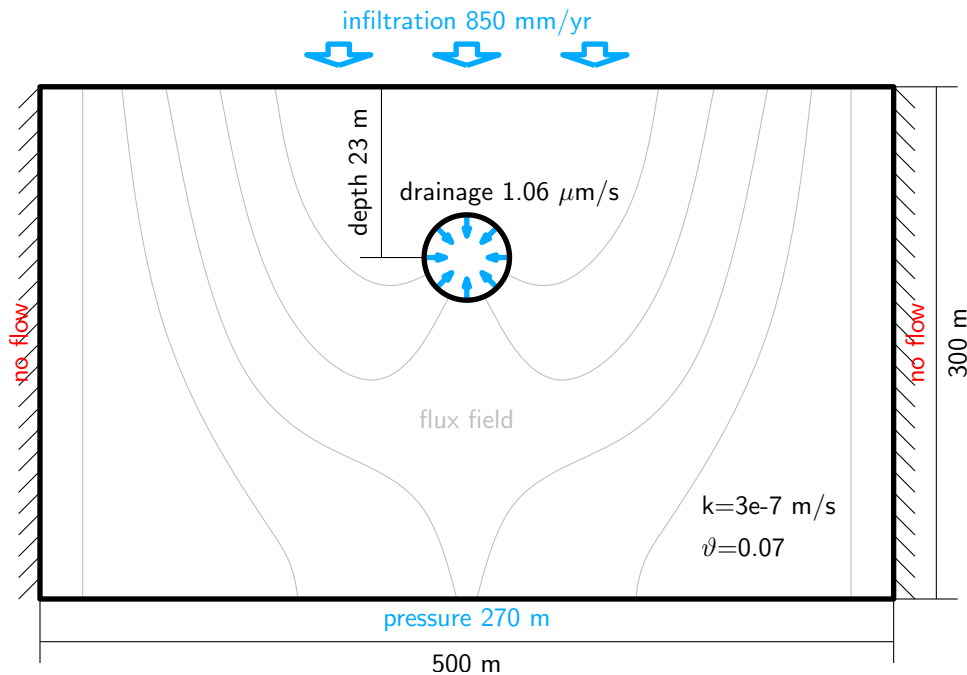 infiltration 850 mm/yr
depth 23 m
drainage 1.06 μm/s
no flow
no flow
300 m
flux field
k=3e-7 m/s
ϑ=0.07
pressure 270 m
500 m